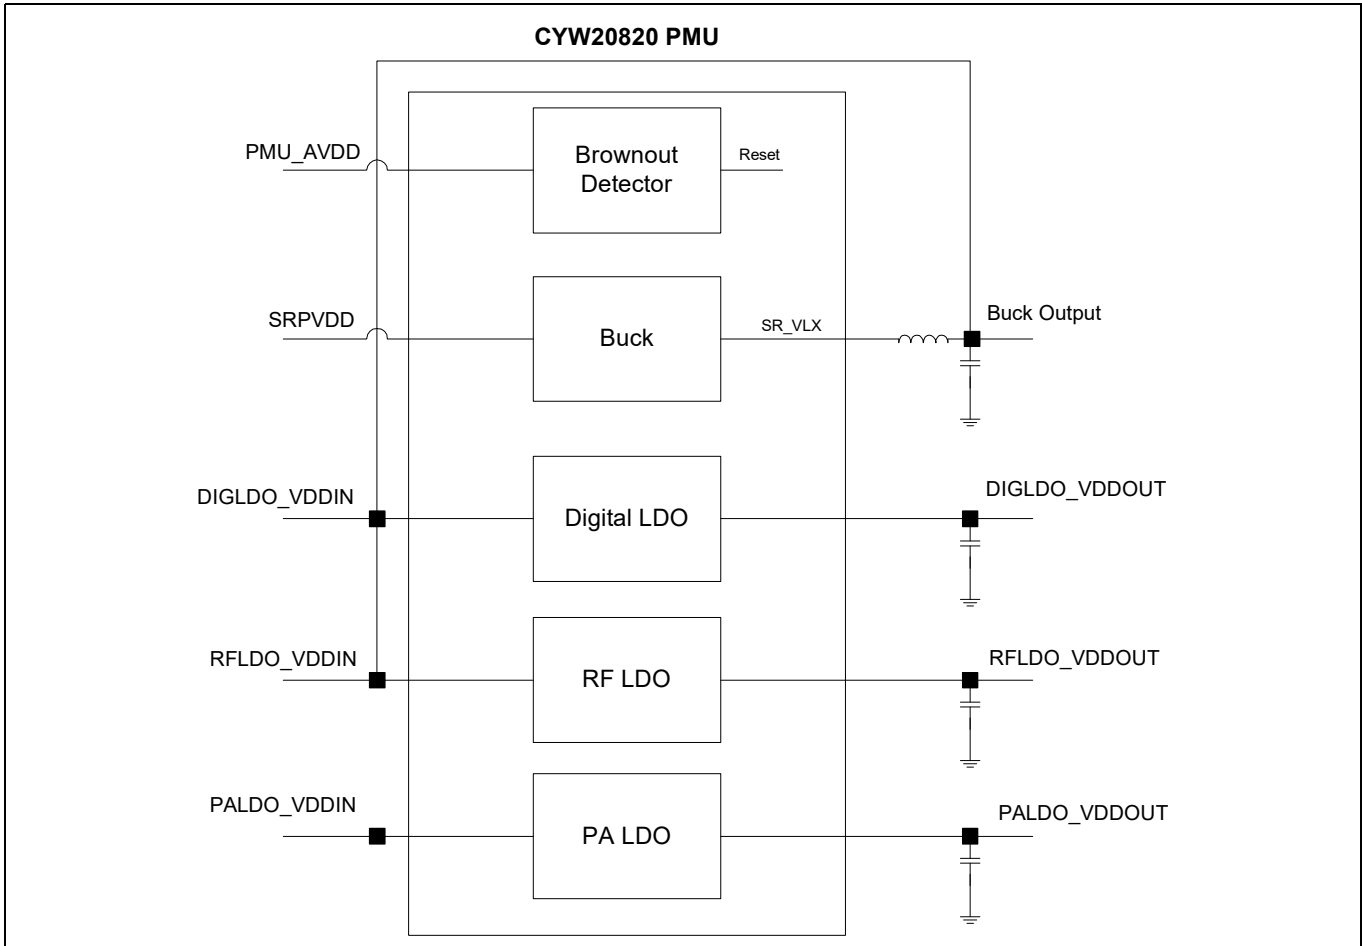 CYW20820 PMU
PMU_AVDD
Brownout
Detector
Reset
SRPVDD
Buck
SR_VLX
Buck Output
DIGLDO_VDDIN
Digital LDO
DIGLDO_VDDOUT
RFLDO_VDDIN
RF LDO
RFLDO_VDDOUT
PALDO_VDDIN
PA LDO
PALDO_VDDOUT